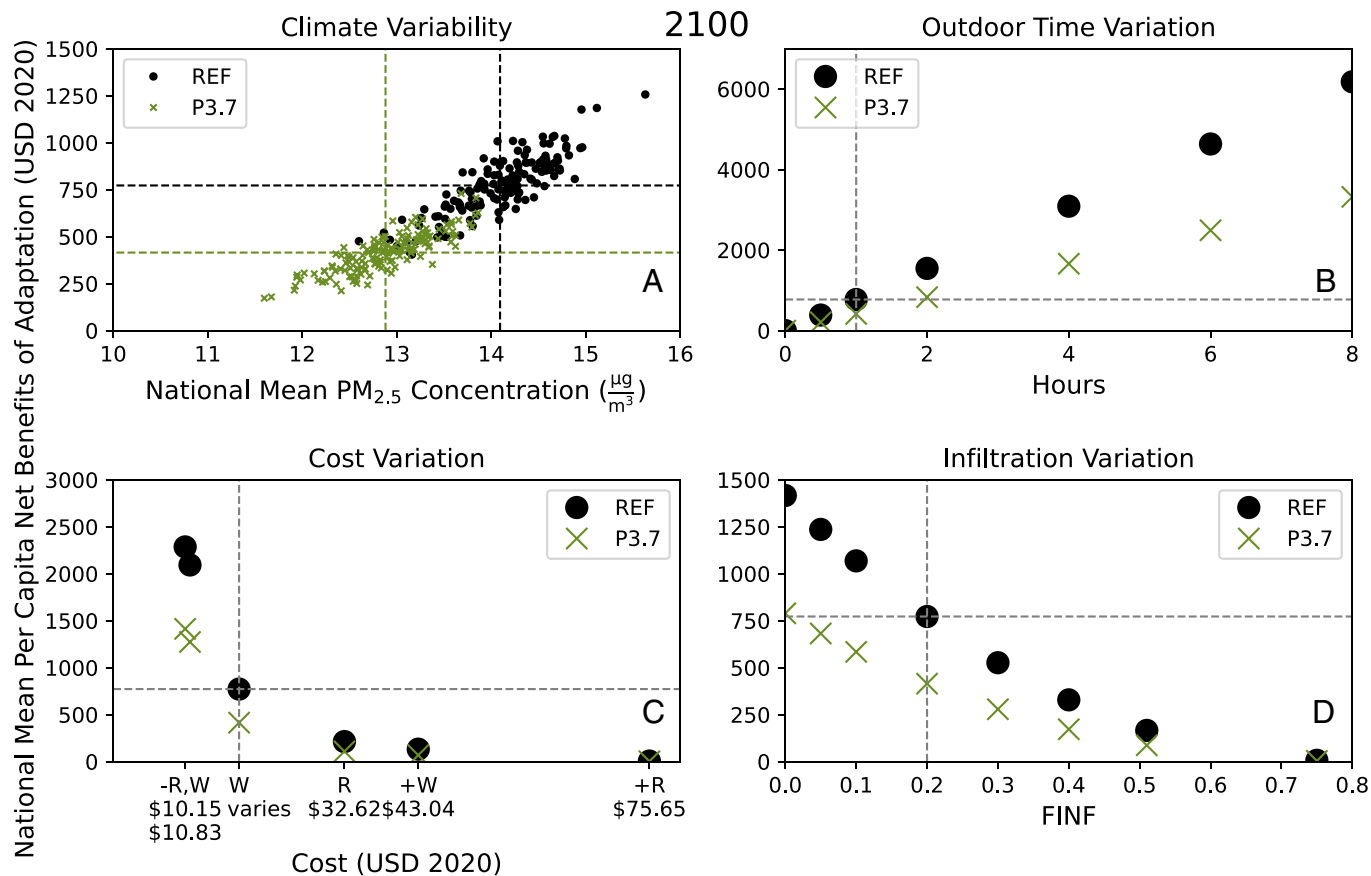 2100
National Mean Per Capita Net Benefits of Adaptation (USD 2020)
Climate Variability
1500
1250
1000
750
500
250
0
REF
P3.7
A
10 11 12 13 14 15 16
National Mean PM2.5 Concentration (μg/m³)
Outdoor Time Variation
6000
4000
2000
0
REF
P3.7
B
0 2 4 6 8
Hours
Cost Variation
3000
2500
2000
1500
1000
500
0
REF
P3.7
C
-R,W W R +W +R
$10.15 varies $32.62 $43.04 $75.65
$10.83
Cost (USD 2020)
Infiltration Variation
1500
1250
1000
750
500
250
0
REF
P3.7
D
0.0 0.1 0.2 0.3 0.4 0.5 0.6 0.7 0.8
FINF